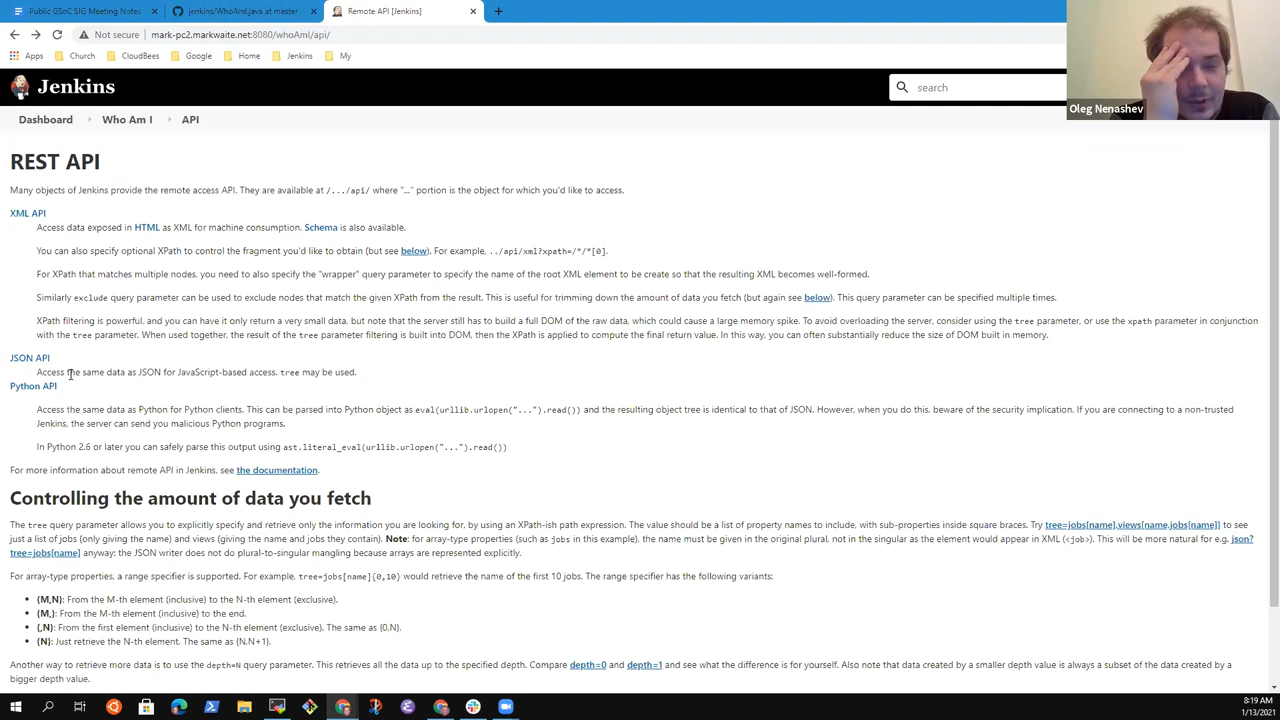 Public GSoC SIG Meeting Notes
jenkins/WhoAmI.java at master
Remote API [Jenkins]
Not secure
mark-pc2.markwaite.net:8080/whoAmI/api/
Apps
Church
CloudBees
Google
Home
Jenkins
My
Oleg Nenashev
Jenkins
search
Dashboard
Who Am I
API
REST API
Many objects of Jenkins provide the remote access API. They are available at /.../api/ where "..." portion is the object for which you'd like to access.
XML API
Access data exposed in HTML as XML for machine consumption. Schema is also available.
You can also specify optional XPath to control the fragment you'd like to obtain (but see below). For example, ../api/xml?xpath=/*/*[0].
For XPath that matches multiple nodes, you need to also specify the "wrapper" query parameter to specify the name of the root XML element to be create so that the resulting XML becomes well-formed.
Similarly exclude query parameter can be used to exclude nodes that match the given XPath from the result. This is useful for trimming down the amount of data you fetch (but again see below). This query parameter can be specified multiple times.
XPath filtering is powerful, and you can have it only return a very small data, but note that the server still has to build a full DOM of the raw data, which could cause a large memory spike. To avoid overloading the server, consider using the tree parameter, or use the xpath parameter in conjunction
with the tree parameter. When used together, the result of the tree parameter filtering is built into DOM, then the XPath is applied to compute the final return value. In this way, you can often substantially reduce the size of DOM built in memory.
JSON API
Access the same data as JSON for JavaScript-based access. tree may be used.
Python API
Access the same data as Python for Python clients. This can be parsed into Python object as eval(urllib.urlopen("...").read()) and the resulting object tree is identical to that of JSON. However, when you do this, beware of the security implication. If you are connecting to a non-trusted
Jenkins, the server can send you malicious Python programs.
In Python 2.6 or later you can safely parse this output using ast.literal_eval(urllib.urlopen("...").read())
For more information about remote API in Jenkins, see the documentation.
Controlling the amount of data you fetch
The tree query parameter allows you to explicitly specify and retrieve only the information you are looking for, by using an XPath-ish path expression. The value should be a list of property names to include, with sub-properties inside square braces. Try tree=jobs[name],views[name,jobs[name]] to see
just a list of jobs (only giving the name) and views (giving the name and jobs they contain). Note: for array-type properties (such as jobs in this example), the name must be given in the original plural, not in the singular as the element would appear in XML (<job>). This will be more natural for e.g. json?
tree=jobs[name] anyway: the JSON writer does not do plural-to-singular mangling because arrays are represented explicitly.
For array-type properties, a range specifier is supported. For example, tree=jobs[name]{0,10} would retrieve the name of the first 10 jobs. The range specifier has the following variants:
{M,N}: From the M-th element (inclusive) to the N-th element (exclusive).
{M,}: From the M-th element (inclusive) to the end.
{,N}: From the first element (inclusive) to the N-th element (exclusive). The same as {0,N}.
{N}: Just retrieve the N-th element. The same as {N,N+1}.
Another way to retrieve more data is to use the depth=N query parameter. This retrieves all the data up to the specified depth. Compare depth=0 and depth=1 and see what the difference is for yourself. Also note that data created by a smaller depth value is always a subset of the data created by a
bigger depth value.
8:19 AM
1/13/2021